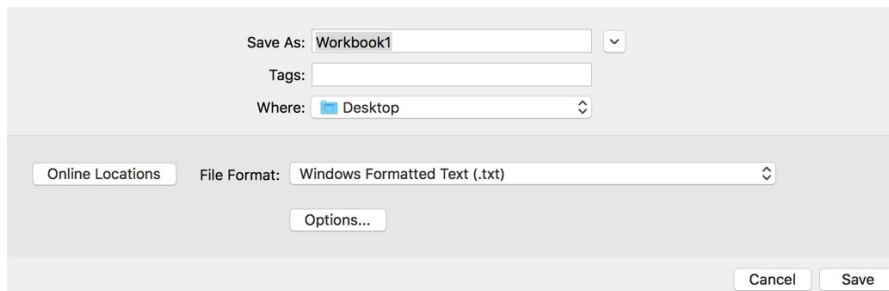 Save As: Workbook1
Tags:
Where: Desktop
Online Locations File Format: Windows Formatted Text (.txt)
Options...
Cancel Save